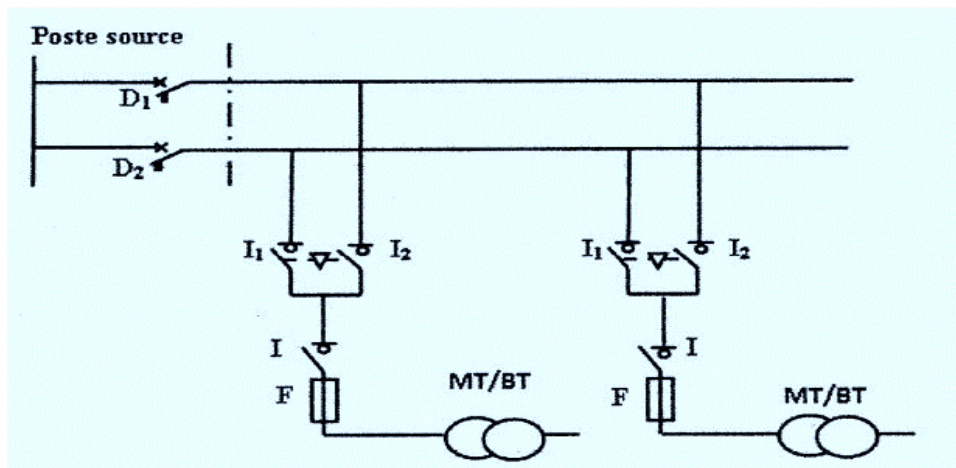 Poste source
D1
D2
I1 I2 I1 I2
I I
MT/BT MT/BT
F F